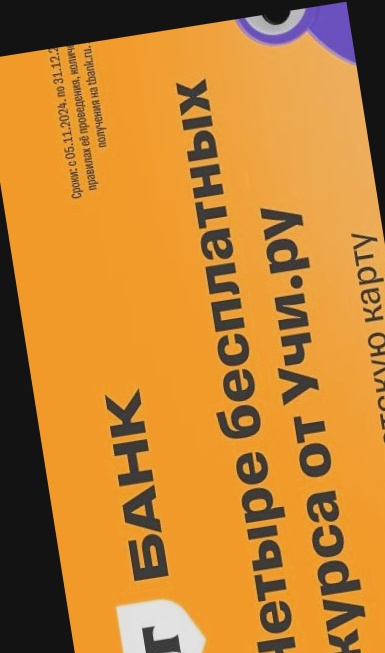 Т БАНК
Четыре бесплатных
курса от Учи.ру
карту
Сроки: с 05.11.2024. по 31.12.2
правилах её проведения, колич
получения на tbank.ru.